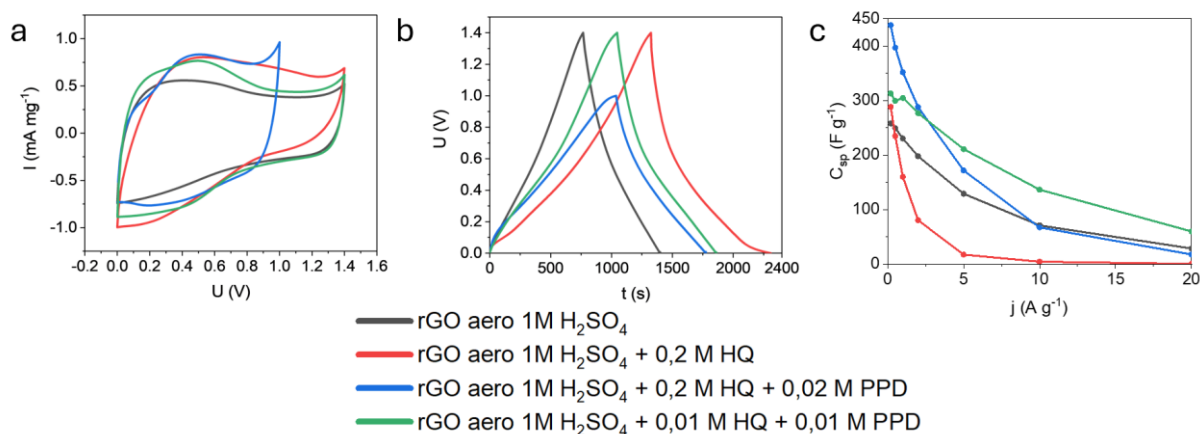 a
1.0
0.5
0.0
-0.5
-1.0
I (mA mg⁻¹)
-0.2 0.0 0.2 0.4 0.6 0.8 1.0 1.2 1.4 1.6
U (V)
b
1.4
1.2
1.0
0.8
0.6
0.4
0.2
0.0
U (V)
0 500 1000 1500 2000 2400
t (s)
c
450
400
350
300
250
200
150
100
50
0
C_sp (F g⁻¹)
0 5 10 15 20
j (A g⁻¹)
rGO aero 1M H₂SO₄
rGO aero 1M H₂SO₄ + 0,2 M HQ
rGO aero 1M H₂SO₄ + 0,2 M HQ + 0,02 M PPD
rGO aero 1M H₂SO₄ + 0,01 M HQ + 0,01 M PPD